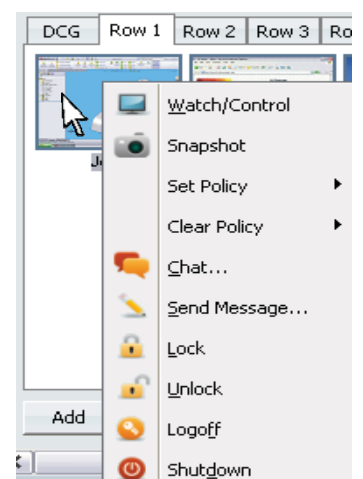 DCG Row 1 Row 2 Row 3 Ro
Watch/Control
Snapshot
Set Policy
Clear Policy
Chat...
Send Message...
Lock
Unlock
Add
Logoff
Shutdown